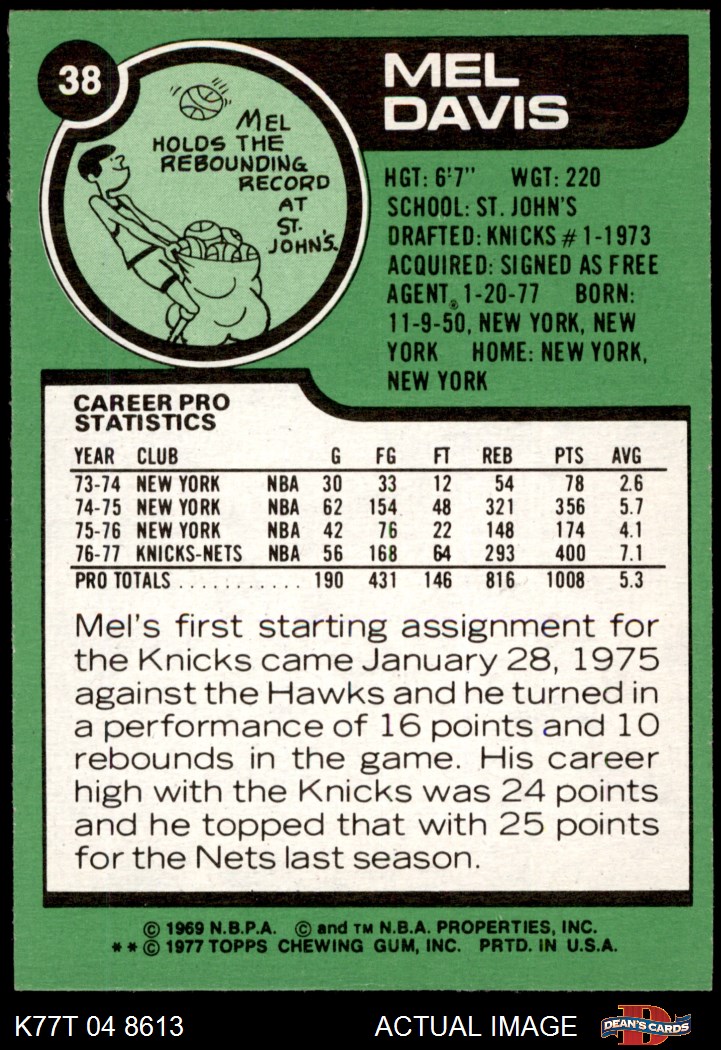 38
MEL
DAVIS
MEL
HOLDS THE
REBOUNDING
RECORD
AT
ST.
JOHN'S.
HGT: 6'7" WGT: 220
SCHOOL: ST. JOHN'S
DRAFTED: KNICKS #1-1973
ACQUIRED: SIGNED AS FREE
AGENT, 1-20-77 BORN:
11-9-50, NEW YORK, NEW
YORK HOME: NEW YORK,
NEW YORK
CAREER PRO
STATISTICS
YEAR CLUB G FG FT REB PTS AVG
73-74 NEW YORK NBA 30 33 12 54 78 2.6
74-75 NEW YORK NBA 62 154 48 321 356 5.7
75-76 NEW YORK NBA 42 76 22 148 174 4.1
76-77 KNICKS-NETS NBA 56 168 64 293 400 7.1
PRO TOTALS ........... 190 431 146 816 1008 5.3
Mel's first starting assignment for
the Knicks came January 28, 1975
against the Hawks and he turned in
a performance of 16 points and 10
rebounds in the game. His career
high with the Knicks was 24 points
and he topped that with 25 points
for the Nets last season.
© 1969 N.B.P.A. © and TM N.B.A. PROPERTIES, INC.
** © 1977 TOPPS CHEWING GUM, INC. PRTD. IN U.S.A.
K77T 04 8613 ACTUAL IMAGE DEAN'S CARDS